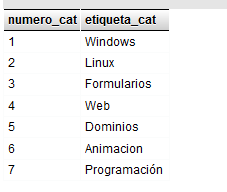 numero_cat etiqueta_cat
1 Windows
2 Linux
3 Formularios
4 Web
5 Dominios
6 Animacion
7 Programación